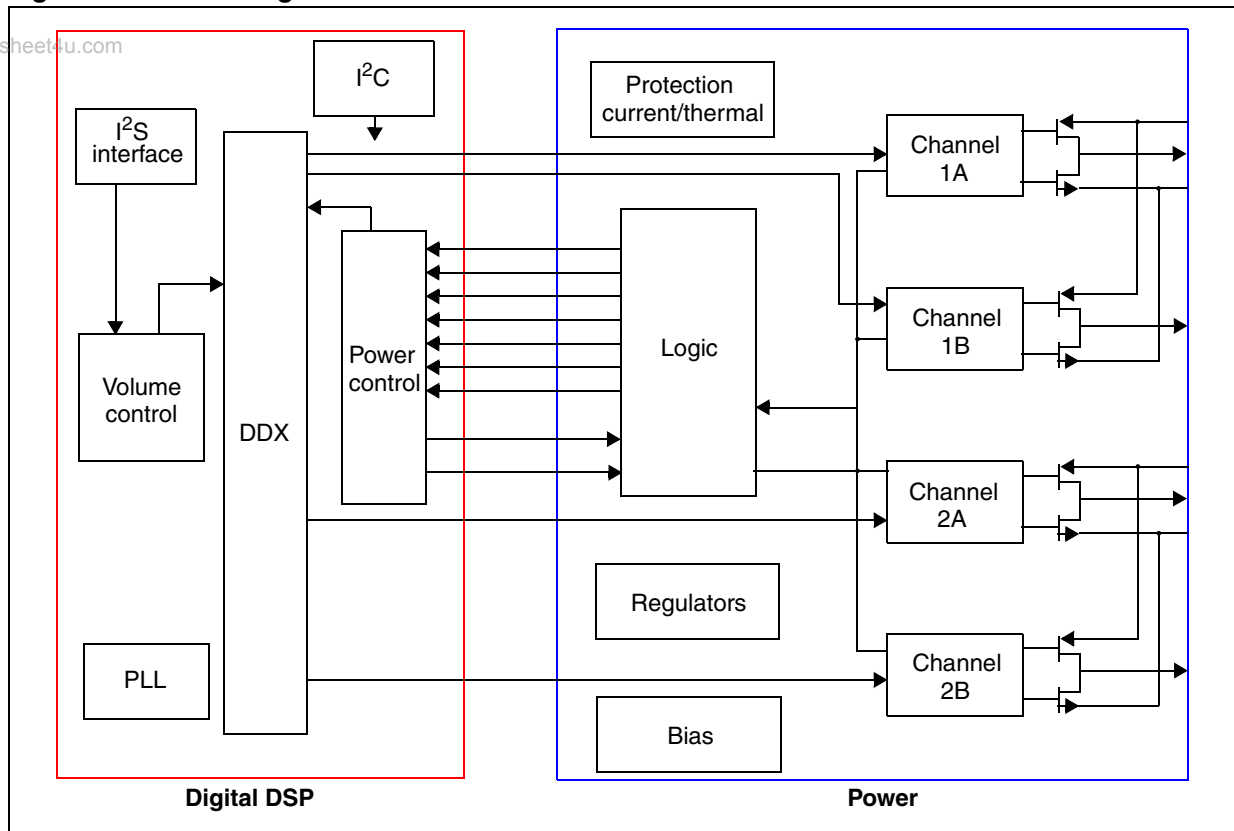 sheet4u.com
I²C
I²S
interface
Protection
current/thermal
Channel
1A
Channel
1B
Logic
Power
control
Volume
control
DDX
Channel
2A
Regulators
Channel
2B
PLL
Bias
Digital DSP
Power